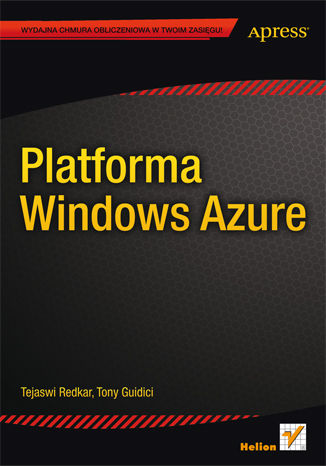 WYDAJNA CHMURA OBLICZENIOWA W TWOIM ZASIĘGU!
Apress®
Platforma
Windows Azure
Tejaswi Redkar, Tony Guidici
Helion